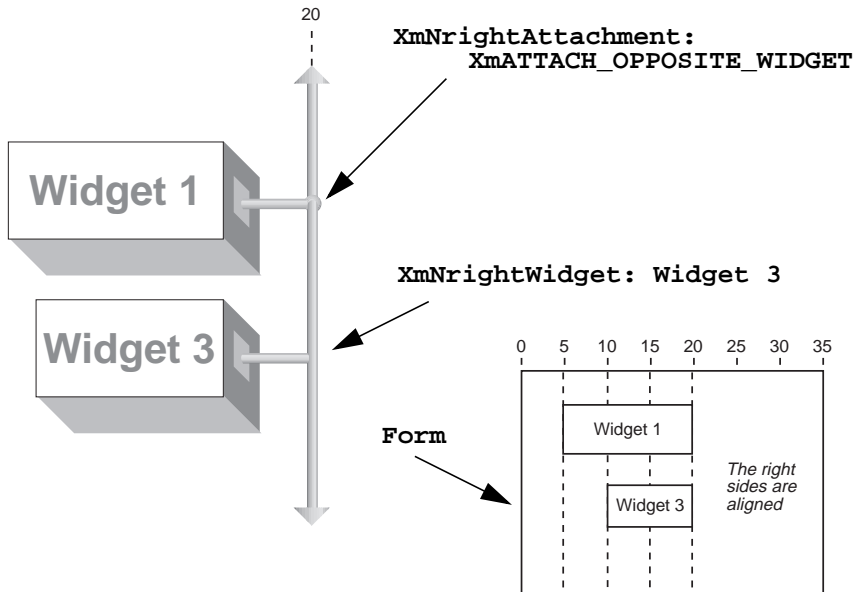 20
XmNrightAttachment:
XmATTACH_OPPOSITE_WIDGET
Widget 1
XmNrightWidget: Widget 3
Widget 3
0 5 10 15 20 25 30 35
Form
Widget 1
The right
sides are
aligned
Widget 3